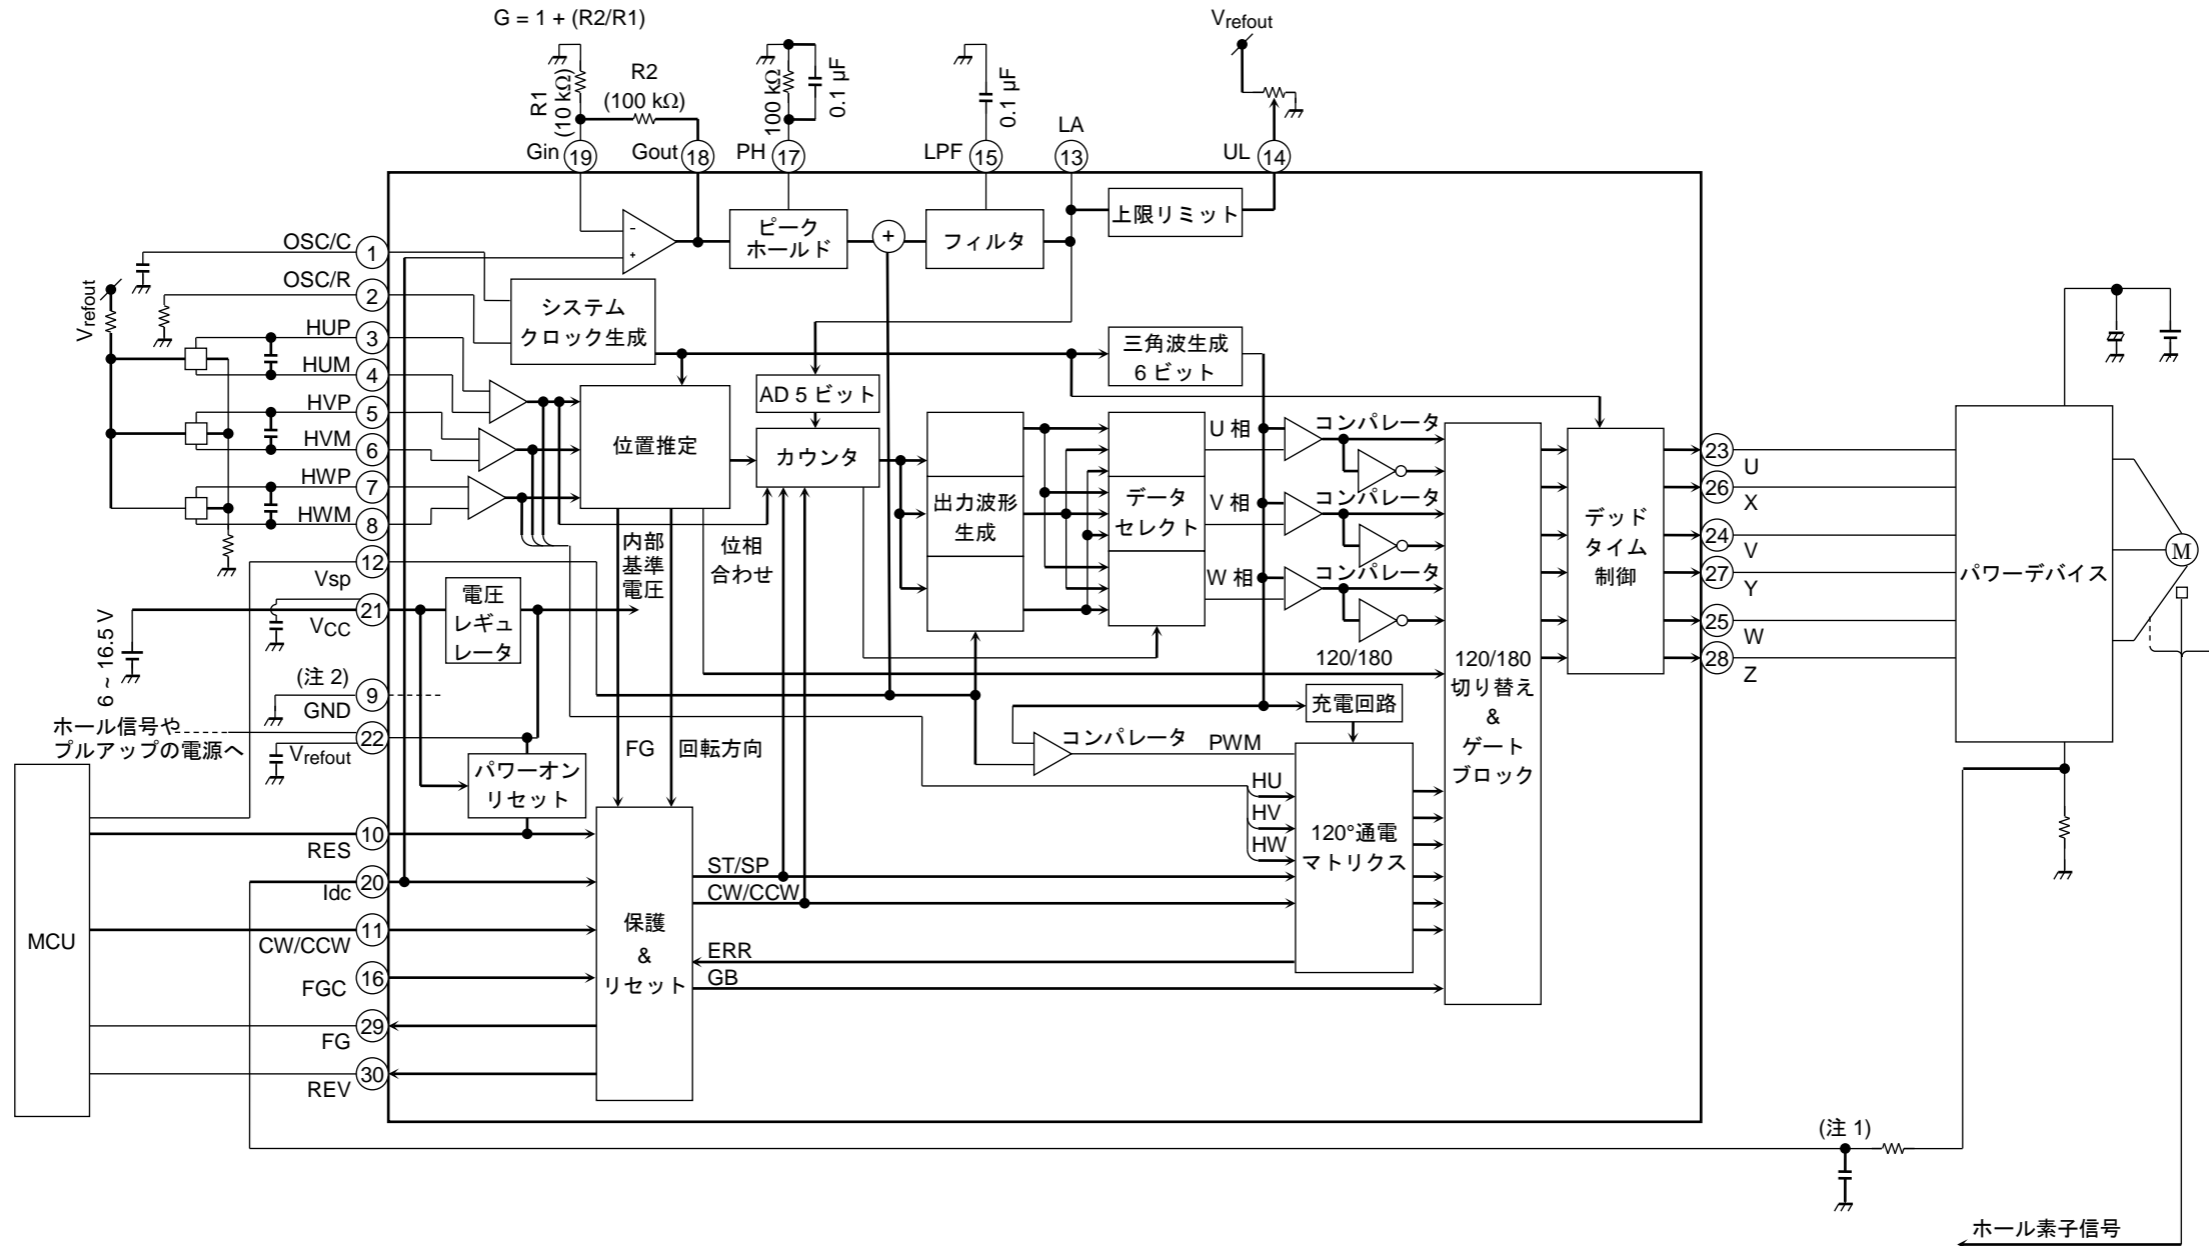 G = 1 + (R2/R1)
Vrefout
R1
(10 kΩ)
R2
(100 kΩ)
100 kΩ
0.1 µF
0.1 µF
LA
Gin
19
Gout
18
PH
17
LPF
15
13
UL
14
ピーク
ホールド
+
フィルタ
上限リミット
-
+
OSC/C
1
OSC/R
2
Vrefout
HUP
3
HUM
4
HVP
5
HVM
6
HWP
7
HWM
8
12
Vsp
21
VCC
6 ~ 16.5 V
(注 2)
9
GND
ホール信号や
プルアップの電源へ
22
Vrefout
10
RES
20
Idc
11
CW/CCW
16
FGC
29
FG
30
REV
MCU
システム
クロック生成
三角波生成
6 ビット
AD 5 ビット
位置推定
カウンタ
出力波形
生成
データ
セレクト
U 相
V 相
W 相
コンパレータ
コンパレータ
コンパレータ
内部
基準
電圧
位相
合わせ
電圧
レギュ
レータ
120/180
120/180
切り替え
&
ゲート
ブロック
デッド
タイム
制御
23
U
26
X
24
V
27
Y
25
W
28
Z
パワーデバイス
M
充電回路
コンパレータ
PWM
FG
回転方向
パワーオン
リセット
HU
HV
HW
120°通電
マトリクス
保護
&
リセット
ST/SP
CW/CCW
ERR
GB
(注 1)
ホール素子信号